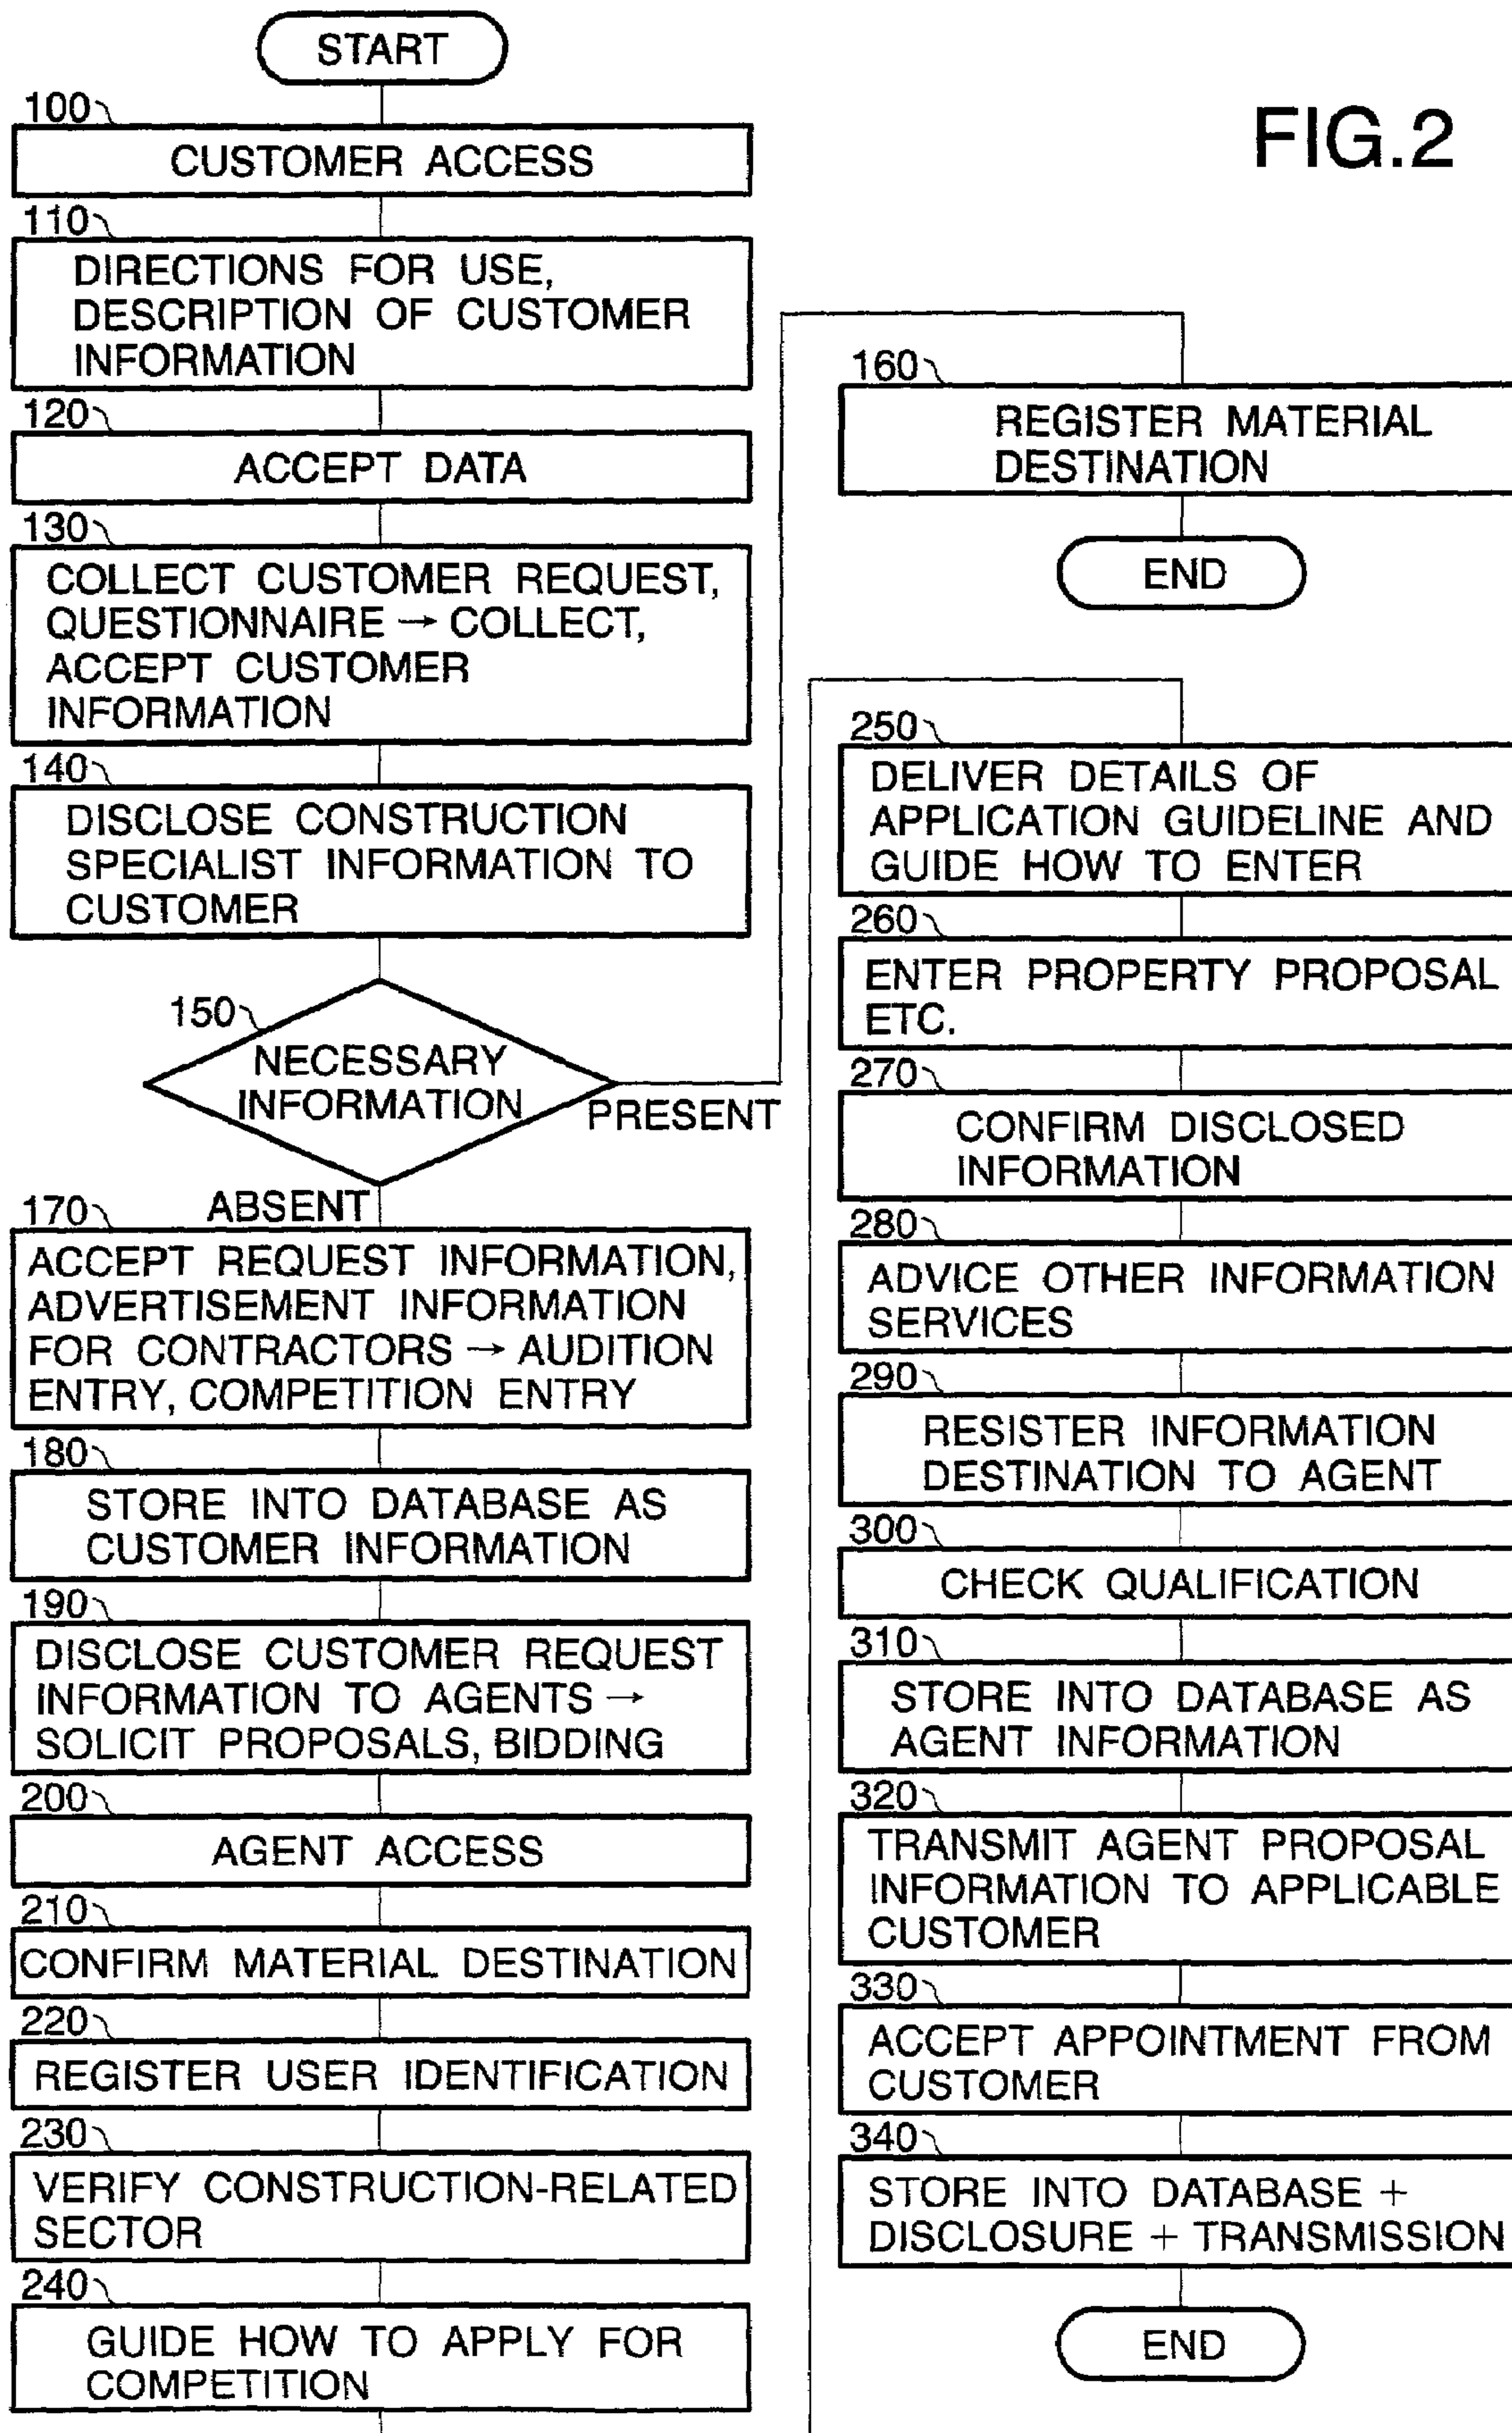 FIG.2
START
100
CUSTOMER ACCESS
110
DIRECTIONS FOR USE,
DESCRIPTION OF CUSTOMER
INFORMATION
120
ACCEPT DATA
130
COLLECT CUSTOMER REQUEST,
QUESTIONNAIRE → COLLECT,
ACCEPT CUSTOMER
INFORMATION
140
DISCLOSE CONSTRUCTION
SPECIALIST INFORMATION TO
CUSTOMER
150
NECESSARY
INFORMATION
PRESENT
ABSENT
160
REGISTER MATERIAL
DESTINATION
END
170
ACCEPT REQUEST INFORMATION,
ADVERTISEMENT INFORMATION
FOR CONTRACTORS → AUDITION
ENTRY, COMPETITION ENTRY
180
STORE INTO DATABASE AS
CUSTOMER INFORMATION
190
DISCLOSE CUSTOMER REQUEST
INFORMATION TO AGENTS →
SOLICIT PROPOSALS, BIDDING
200
AGENT ACCESS
210
CONFIRM MATERIAL DESTINATION
220
REGISTER USER IDENTIFICATION
230
VERIFY CONSTRUCTION-RELATED
SECTOR
240
GUIDE HOW TO APPLY FOR
COMPETITION
250
DELIVER DETAILS OF
APPLICATION GUIDELINE AND
GUIDE HOW TO ENTER
260
ENTER PROPERTY PROPOSAL
ETC.
270
CONFIRM DISCLOSED
INFORMATION
280
ADVICE OTHER INFORMATION
SERVICES
290
RESISTER INFORMATION
DESTINATION TO AGENT
300
CHECK QUALIFICATION
310
STORE INTO DATABASE AS
AGENT INFORMATION
320
TRANSMIT AGENT PROPOSAL
INFORMATION TO APPLICABLE
CUSTOMER
330
ACCEPT APPOINTMENT FROM
CUSTOMER
340
STORE INTO DATABASE +
DISCLOSURE + TRANSMISSION
END